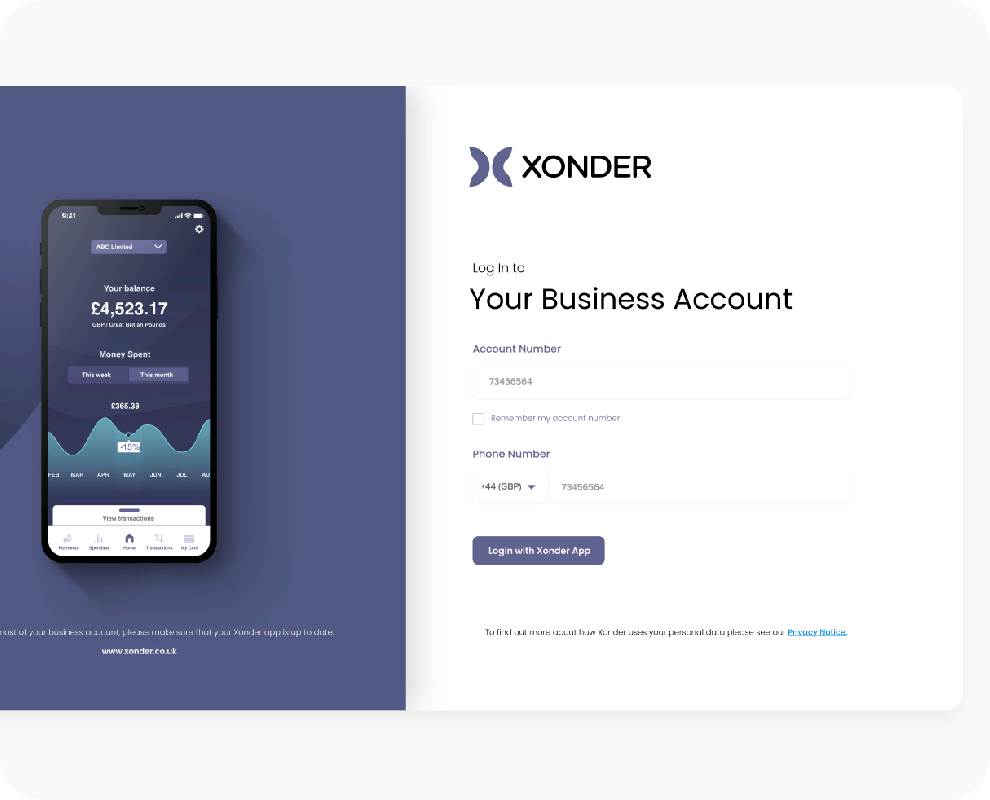 9:41
ABC Limited
Your balance
£4,523.17
GBP/Great British Pounds
Money Spent
This week This month
£365.38
-15%
FEB MAR APR MAY JUN JUL AU
View transactions
Payments Spending Home Transactions My Card
most of your business account, please make sure that your Xonder app is up to date.
www.xonder.co.uk
XONDER
Log In to
Your Business Account
Account Number
73456564
Remember my account number
Phone Number
+44 (GBP) 73456564
Login with Xonder App
To find out more about how Xonder uses your personal data please see our Privacy Notice.